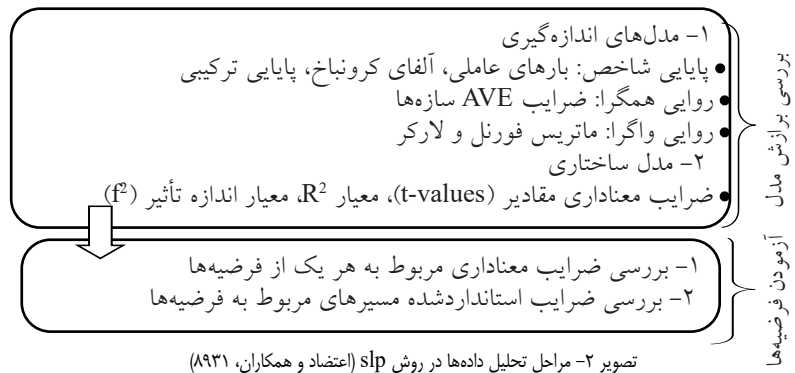 ۱- مدل‌های اندازه‌گیری
• پایایی شاخص: بارهای عاملی، آلفای کرونباخ، پایایی ترکیبی
• روایی همگرا: ضرایب AVE سازه‌ها
• روایی واگرا: ماتریس فورنل و لارکر
۲- مدل ساختاری
• ضرایب معناداری مقادیر (t-values)، معیار R²، معیار اندازه تأثیر (f²)
بررسی برازش مدل
۱- بررسی ضرایب معناداری مربوط به هر یک از فرضیه‌ها
۲- بررسی ضرایب استانداردشده مسیرهای مربوط به فرضیه‌ها
آزمودن فرضیه‌ها
تصویر ۲- مراحل تحلیل داده‌ها در روش slp (اعتضاد و همکاران، ۸۹۳۱)